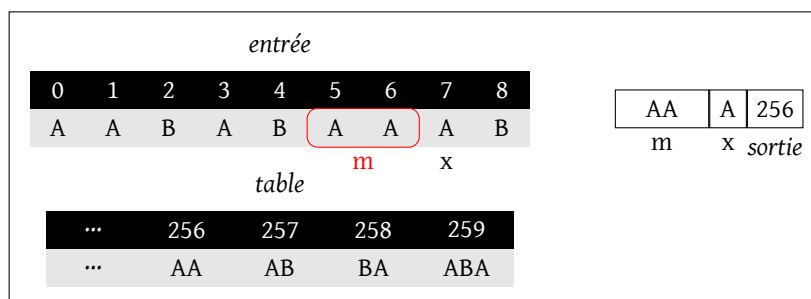 entrée
0 1 2 3 4 5 6 7 8
A A B A B A A A B
m x
AA A 256
m x sortie
table
... 256 257 258 259
... AA AB BA ABA